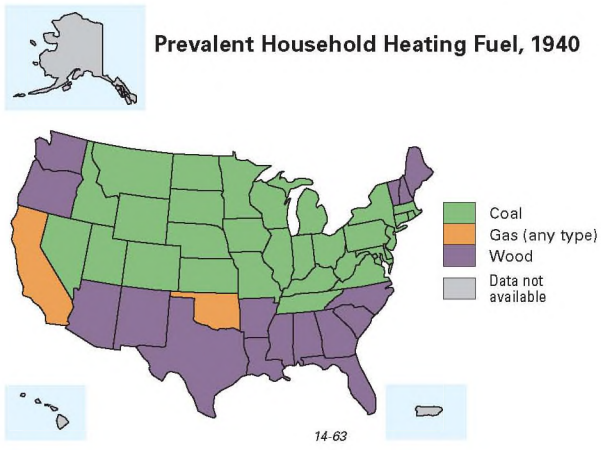 Prevalent Household Heating Fuel, 1940
Coal
Gas (any type)
Wood
Data not
available
14-63